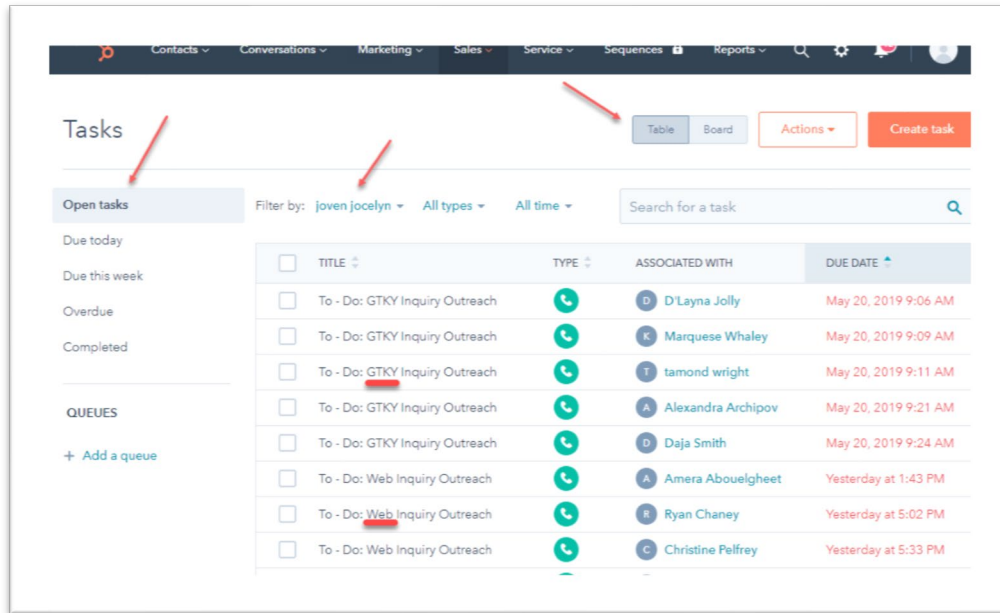 Contacts Conversations Marketing Sales Service Sequences Reports
Tasks
Table Board Actions Create task
Open tasks
Due today
Due this week
Overdue
Completed
QUEUES
+ Add a queue
Filter by: joven jocelyn All types All time Search for a task
TITLE TYPE ASSOCIATED WITH DUE DATE
To - Do: GTKY Inquiry Outreach D D'Layna Jolly May 20, 2019 9:06 AM
To - Do: GTKY Inquiry Outreach K Marquese Whaley May 20, 2019 9:09 AM
To - Do: GTKY Inquiry Outreach T tamond wright May 20, 2019 9:11 AM
To - Do: GTKY Inquiry Outreach A Alexandra Archipov May 20, 2019 9:21 AM
To - Do: GTKY Inquiry Outreach D Daja Smith May 20, 2019 9:24 AM
To - Do: Web Inquiry Outreach A Amera Abouelgheet Yesterday at 1:43 PM
To - Do: Web Inquiry Outreach R Ryan Chaney Yesterday at 5:02 PM
To - Do: Web Inquiry Outreach C Christine Pelfrey Yesterday at 5:33 PM